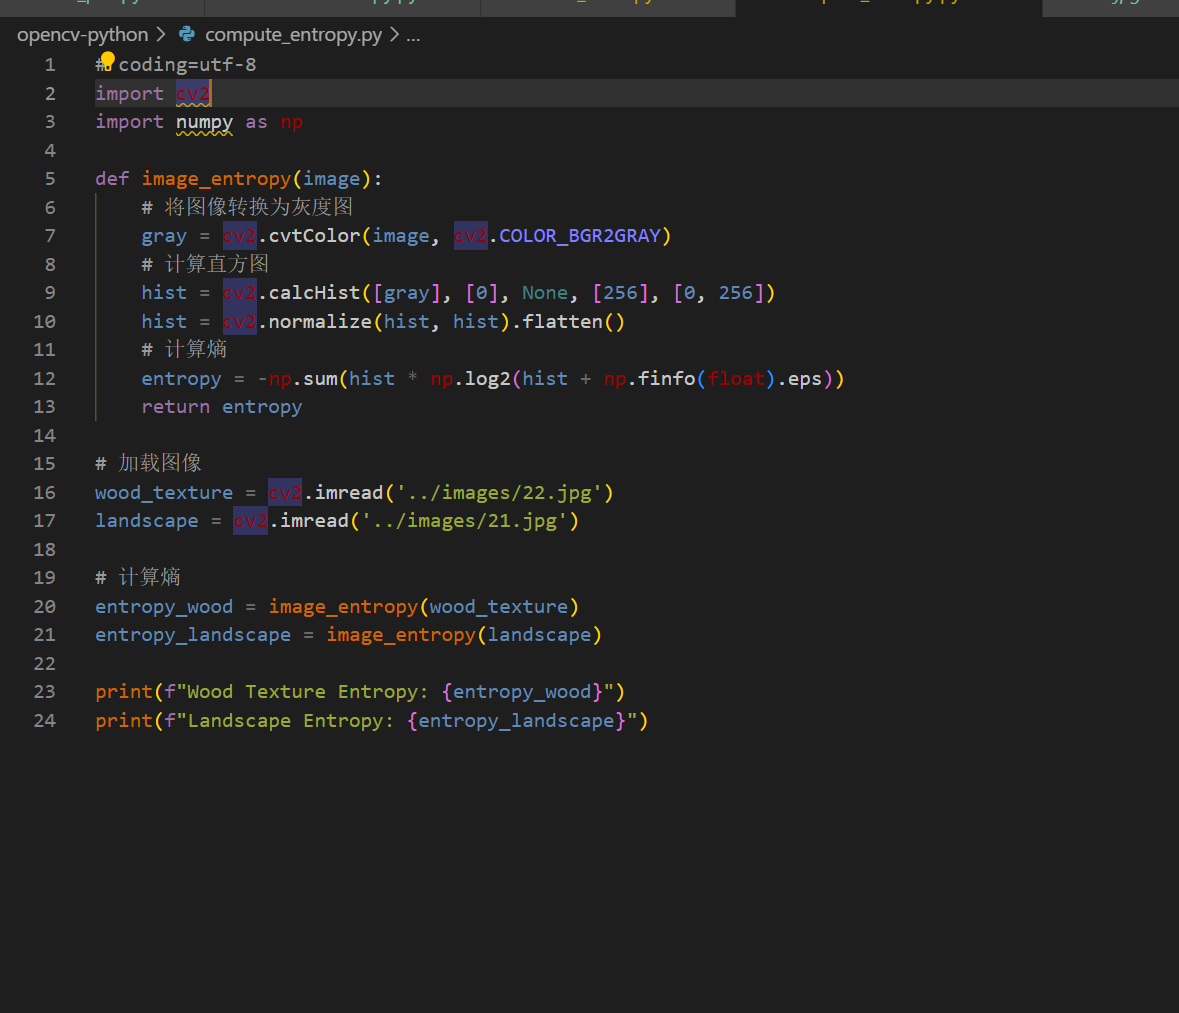 opencv-python > compute_entropy.py > ...
1 # coding=utf-8
2 import cv2
3 import numpy as np
4
5 def image_entropy(image):
6 # 将图像转换为灰度图
7 gray = cv2.cvtColor(image, cv2.COLOR_BGR2GRAY)
8 # 计算直方图
9 hist = cv2.calcHist([gray], [0], None, [256], [0, 256])
10 hist = cv2.normalize(hist, hist).flatten()
11 # 计算熵
12 entropy = -np.sum(hist * np.log2(hist + np.finfo(float).eps))
13 return entropy
14
15 # 加载图像
16 wood_texture = cv2.imread('../images/22.jpg')
17 landscape = cv2.imread('../images/21.jpg')
18
19 # 计算熵
20 entropy_wood = image_entropy(wood_texture)
21 entropy_landscape = image_entropy(landscape)
22
23 print(f"Wood Texture Entropy: {entropy_wood}")
24 print(f"Landscape Entropy: {entropy_landscape}")